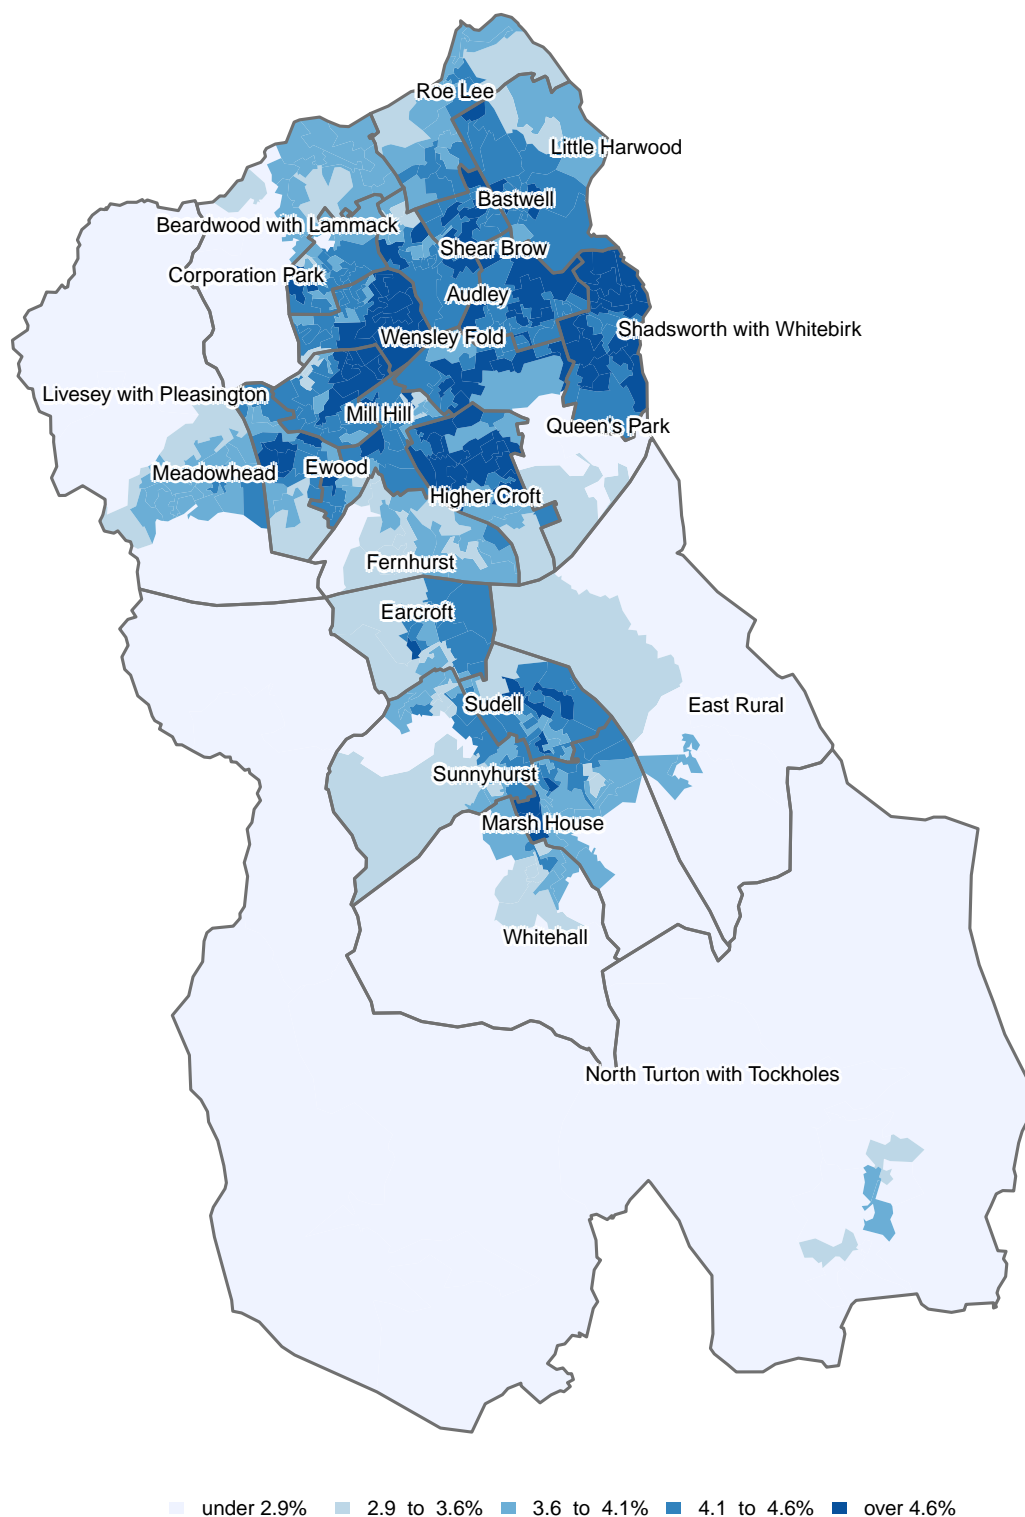 Roe Lee
Little Harwood
Bastwell
Beardwood with Lammack
Shear Brow
Corporation Park
Audley
Shadsworth with Whitebirk
Wensley Fold
Livesey with Pleasington
Mill Hill
Queen's Park
Ewood
Meadowhead
Higher Croft
Fernhurst
Earcroft
Sudell
East Rural
Sunnyhurst
Marsh House
Whitehall
North Turton with Tockholes
under 2.9% 2.9 to 3.6% 3.6 to 4.1% 4.1 to 4.6% over 4.6%